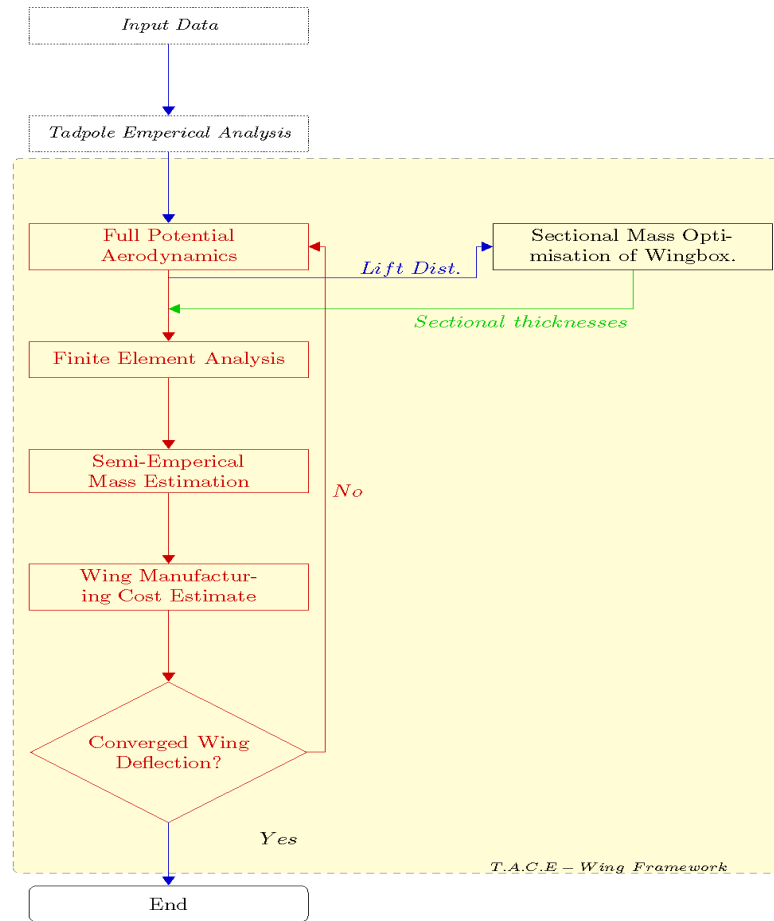 Input Data
Tadpole Emperical Analysis
Full Potential
Aerodynamics
Sectional Mass Opti-
misation of Wingbox.
Lift Dist.
Sectional thicknesses
Finite Element Analysis
Semi-Emperical
Mass Estimation
No
Wing Manufactur-
ing Cost Estimate
Converged Wing
Deflection?
Yes
T.A.C.E – Wing Framework
End